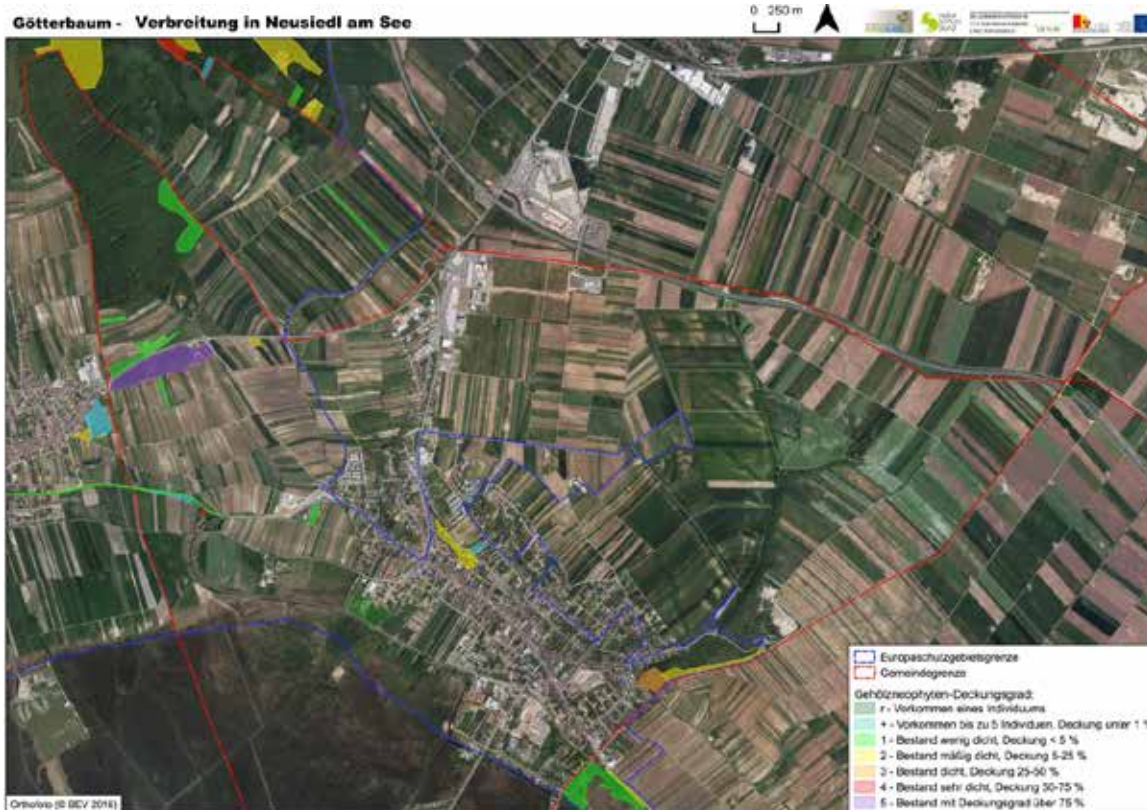 Götterbaum - Verbreitung in Neusiedl am See
0 250 m
Europaschutzgebietsgrenze
Gemeindegrenze
Gehölzneophyten-Deckungsgrad:
r - Vorkommen eines Individuums
+ - Vorkommen bis zu 5 Individuen, Deckung unter 1 %
1 - Bestand wenig dicht, Deckung < 5 %
2 - Bestand mäßig dicht, Deckung 5-25 %
3 - Bestand dicht, Deckung 25-50 %
4 - Bestand sehr dicht, Deckung 50-75 %
5 - Bestand mit Deckungsgrad über 75 %
Orthofoto (© BEV 2016)